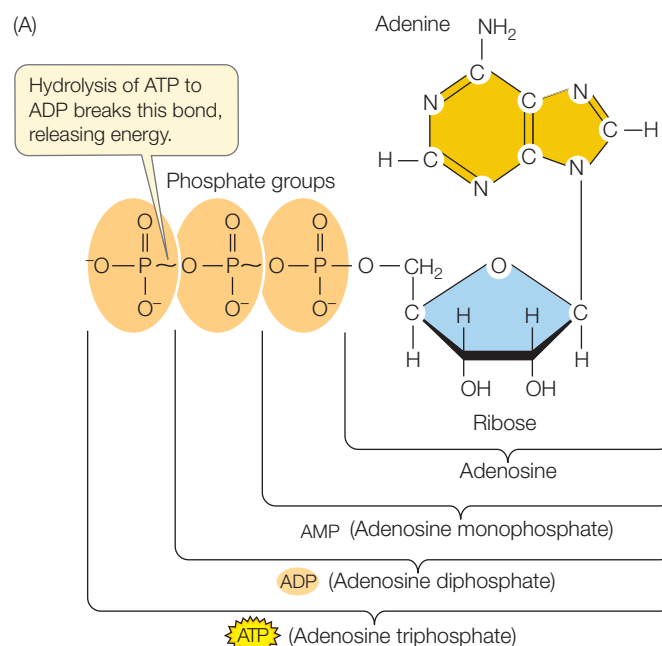 (A)
Adenine
NH2
Hydrolysis of ATP to
ADP breaks this bond,
releasing energy.
C
N
C
N
C
H
H
C
C
N
N
Phosphate groups
O
O
O
⁻O
P
~
O
P
~
O
P
O
CH2
O
O⁻
O⁻
O⁻
C
H
H
C
H
H
OH
OH
Ribose
Adenosine
AMP (Adenosine monophosphate)
ADP (Adenosine diphosphate)
ATP (Adenosine triphosphate)